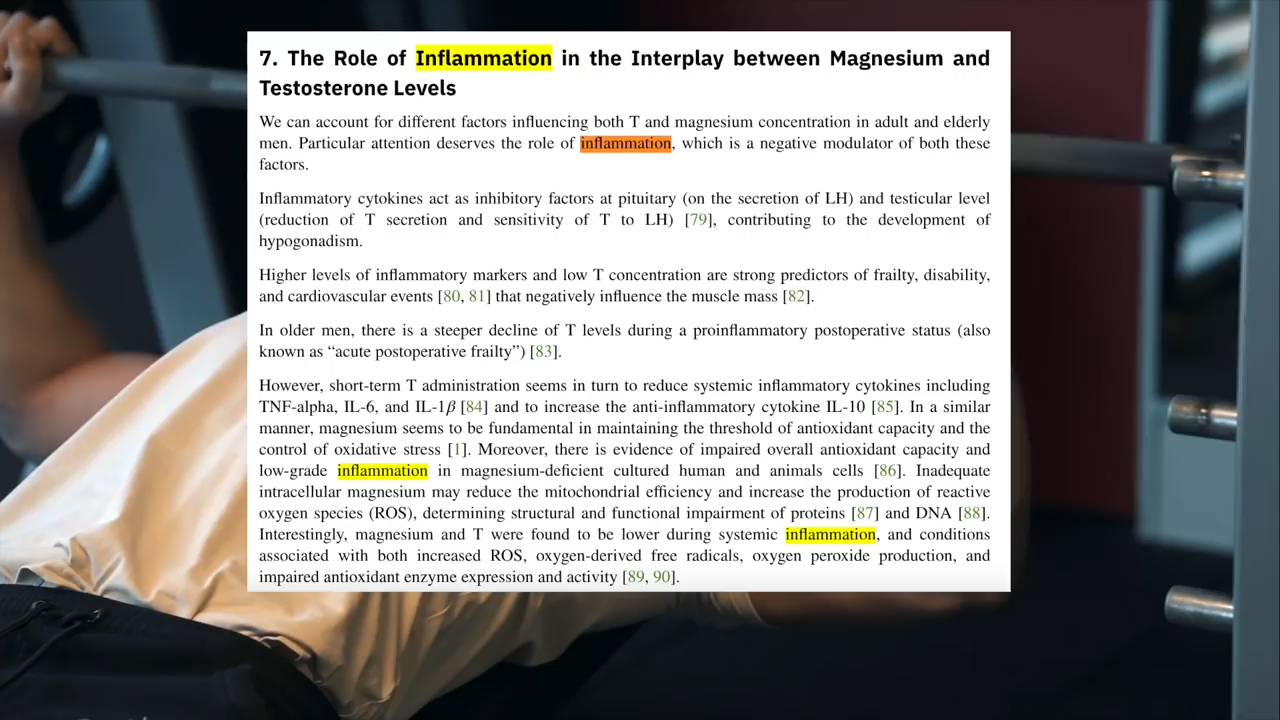 7. The Role of Inflammation in the Interplay between Magnesium and
Testosterone Levels
We can account for different factors influencing both T and magnesium concentration in adult and elderly
men. Particular attention deserves the role of inflammation, which is a negative modulator of both these
factors.
Inflammatory cytokines act as inhibitory factors at pituitary (on the secretion of LH) and testicular level
(reduction of T secretion and sensitivity of T to LH) [79], contributing to the development of
hypogonadism.
Higher levels of inflammatory markers and low T concentration are strong predictors of frailty, disability,
and cardiovascular events [80, 81] that negatively influence the muscle mass [82].
In older men, there is a steeper decline of T levels during a proinflammatory postoperative status (also
known as “acute postoperative frailty”) [83].
However, short-term T administration seems in turn to reduce systemic inflammatory cytokines including
TNF-alpha, IL-6, and IL-1β [84] and to increase the anti-inflammatory cytokine IL-10 [85]. In a similar
manner, magnesium seems to be fundamental in maintaining the threshold of antioxidant capacity and the
control of oxidative stress [1]. Moreover, there is evidence of impaired overall antioxidant capacity and
low-grade inflammation in magnesium-deficient cultured human and animals cells [86]. Inadequate
intracellular magnesium may reduce the mitochondrial efficiency and increase the production of reactive
oxygen species (ROS), determining structural and functional impairment of proteins [87] and DNA [88].
Interestingly, magnesium and T were found to be lower during systemic inflammation, and conditions
associated with both increased ROS, oxygen-derived free radicals, oxygen peroxide production, and
impaired antioxidant enzyme expression and activity [89, 90].